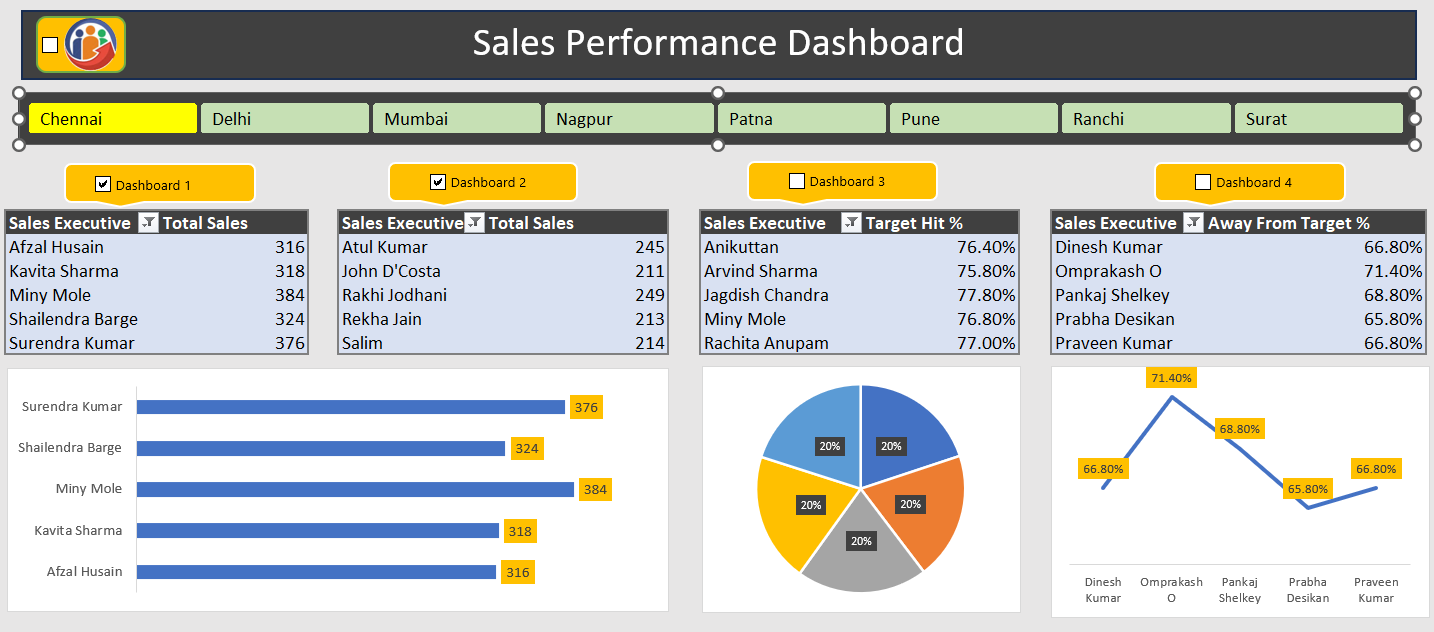 Sales Performance Dashboard
Chennai Delhi Mumbai Nagpur Patna Pune Ranchi Surat
Dashboard 1 Dashboard 2 Dashboard 3 Dashboard 4
Sales Executive Total Sales
Afzal Husain 316
Kavita Sharma 318
Miny Mole 384
Shailendra Barge 324
Surendra Kumar 376
Sales Executive Total Sales
Atul Kumar 245
John D'Costa 211
Rakhi Jodhani 249
Rekha Jain 213
Salim 214
Sales Executive Target Hit %
Anikuttan 76.40%
Arvind Sharma 75.80%
Jagdish Chandra 77.80%
Miny Mole 76.80%
Rachita Anupam 77.00%
Sales Executive Away From Target %
Dinesh Kumar 66.80%
Omprakash O 71.40%
Pankaj Shelkey 68.80%
Prabha Desikan 65.80%
Praveen Kumar 66.80%
Surendra Kumar 376
Shailendra Barge 324
Miny Mole 384
Kavita Sharma 318
Afzal Husain 316
20% 20%
20% 20%
20%
71.40%
68.80%
66.80% 66.80%
65.80%
Dinesh Omprakash Pankaj Prabha Praveen
Kumar O Shelkey Desikan Kumar